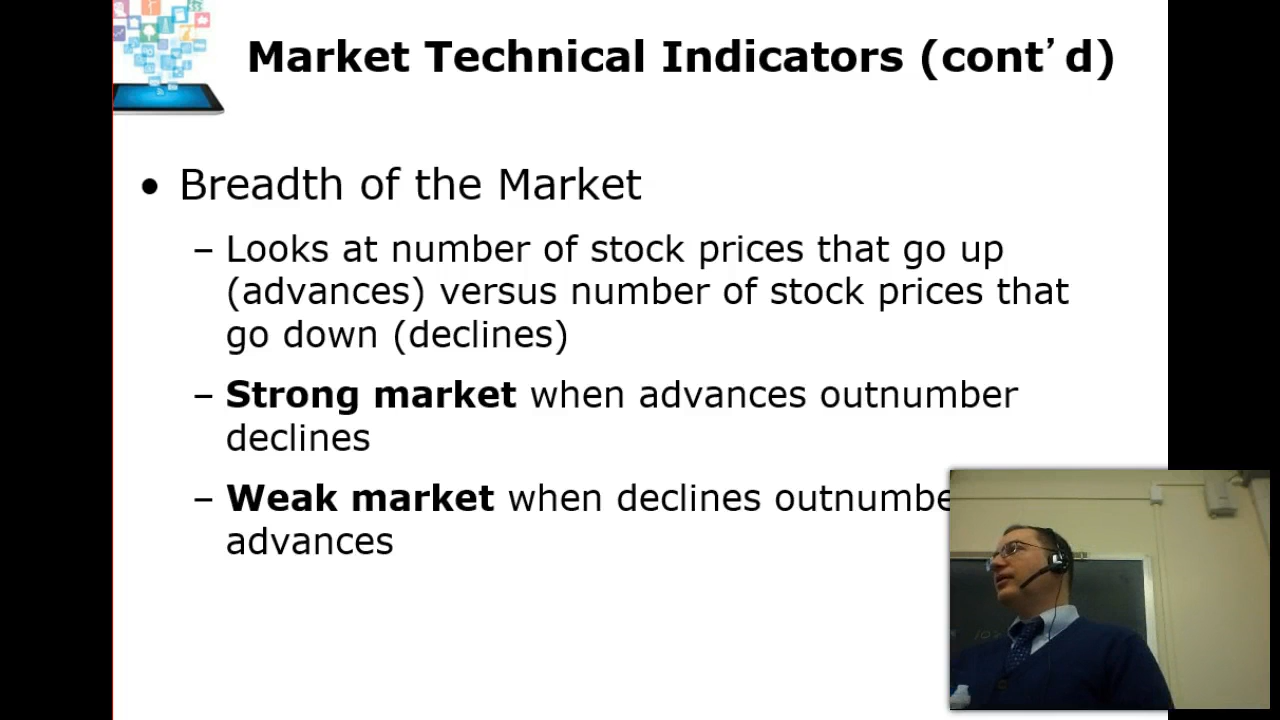 Market Technical Indicators (cont’d)
• Breadth of the Market
– Looks at number of stock prices that go up
(advances) versus number of stock prices that
go down (declines)
– Strong market when advances outnumber
declines
– Weak market when declines
advances